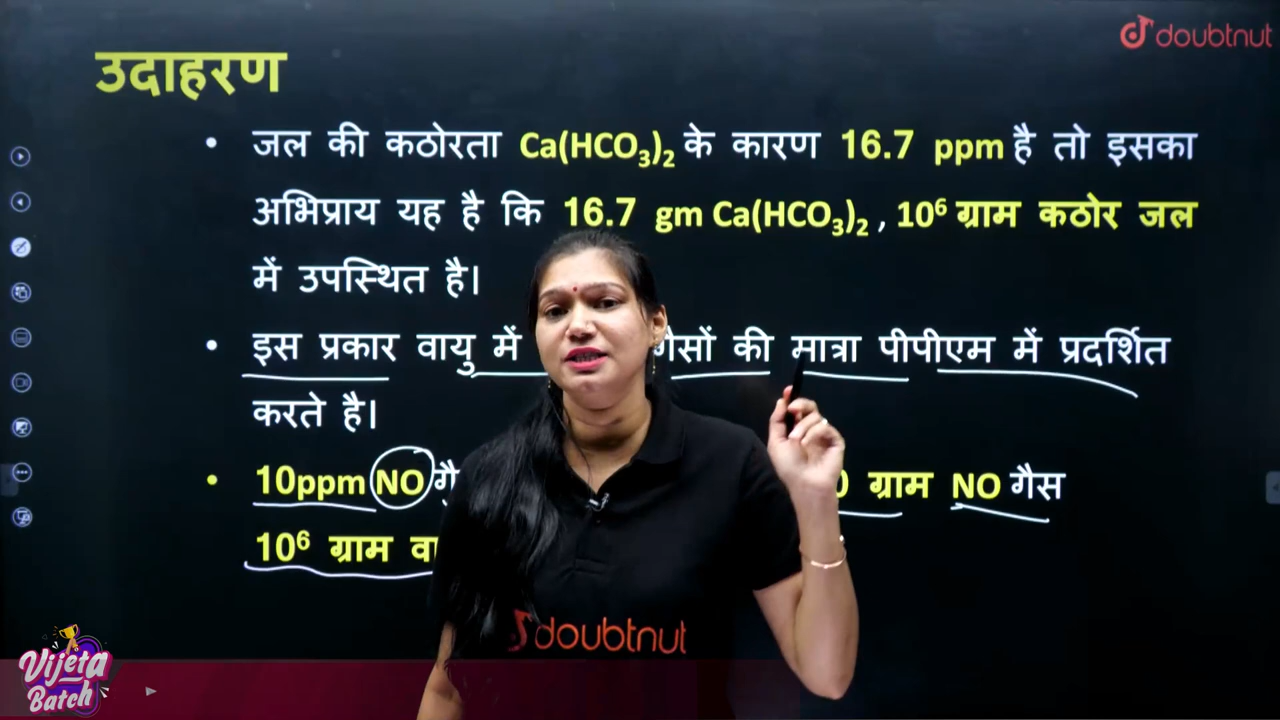 doubtnut
उदाहरण
• जल की कठोरता Ca(HCO₃)₂ के कारण 16.7 ppm है तो इसका
अभिप्राय यह है कि 16.7 gm Ca(HCO₃)₂ , 10⁶ ग्राम कठोर जल
में उपस्थित है।
• इस प्रकार वायु में गैसों की मात्रा पीपीएम में प्रदर्शित
करते है।
• 10ppm NO ग्राम NO गैस
10⁶ ग्राम
doubtnut
Vijeta
Batch